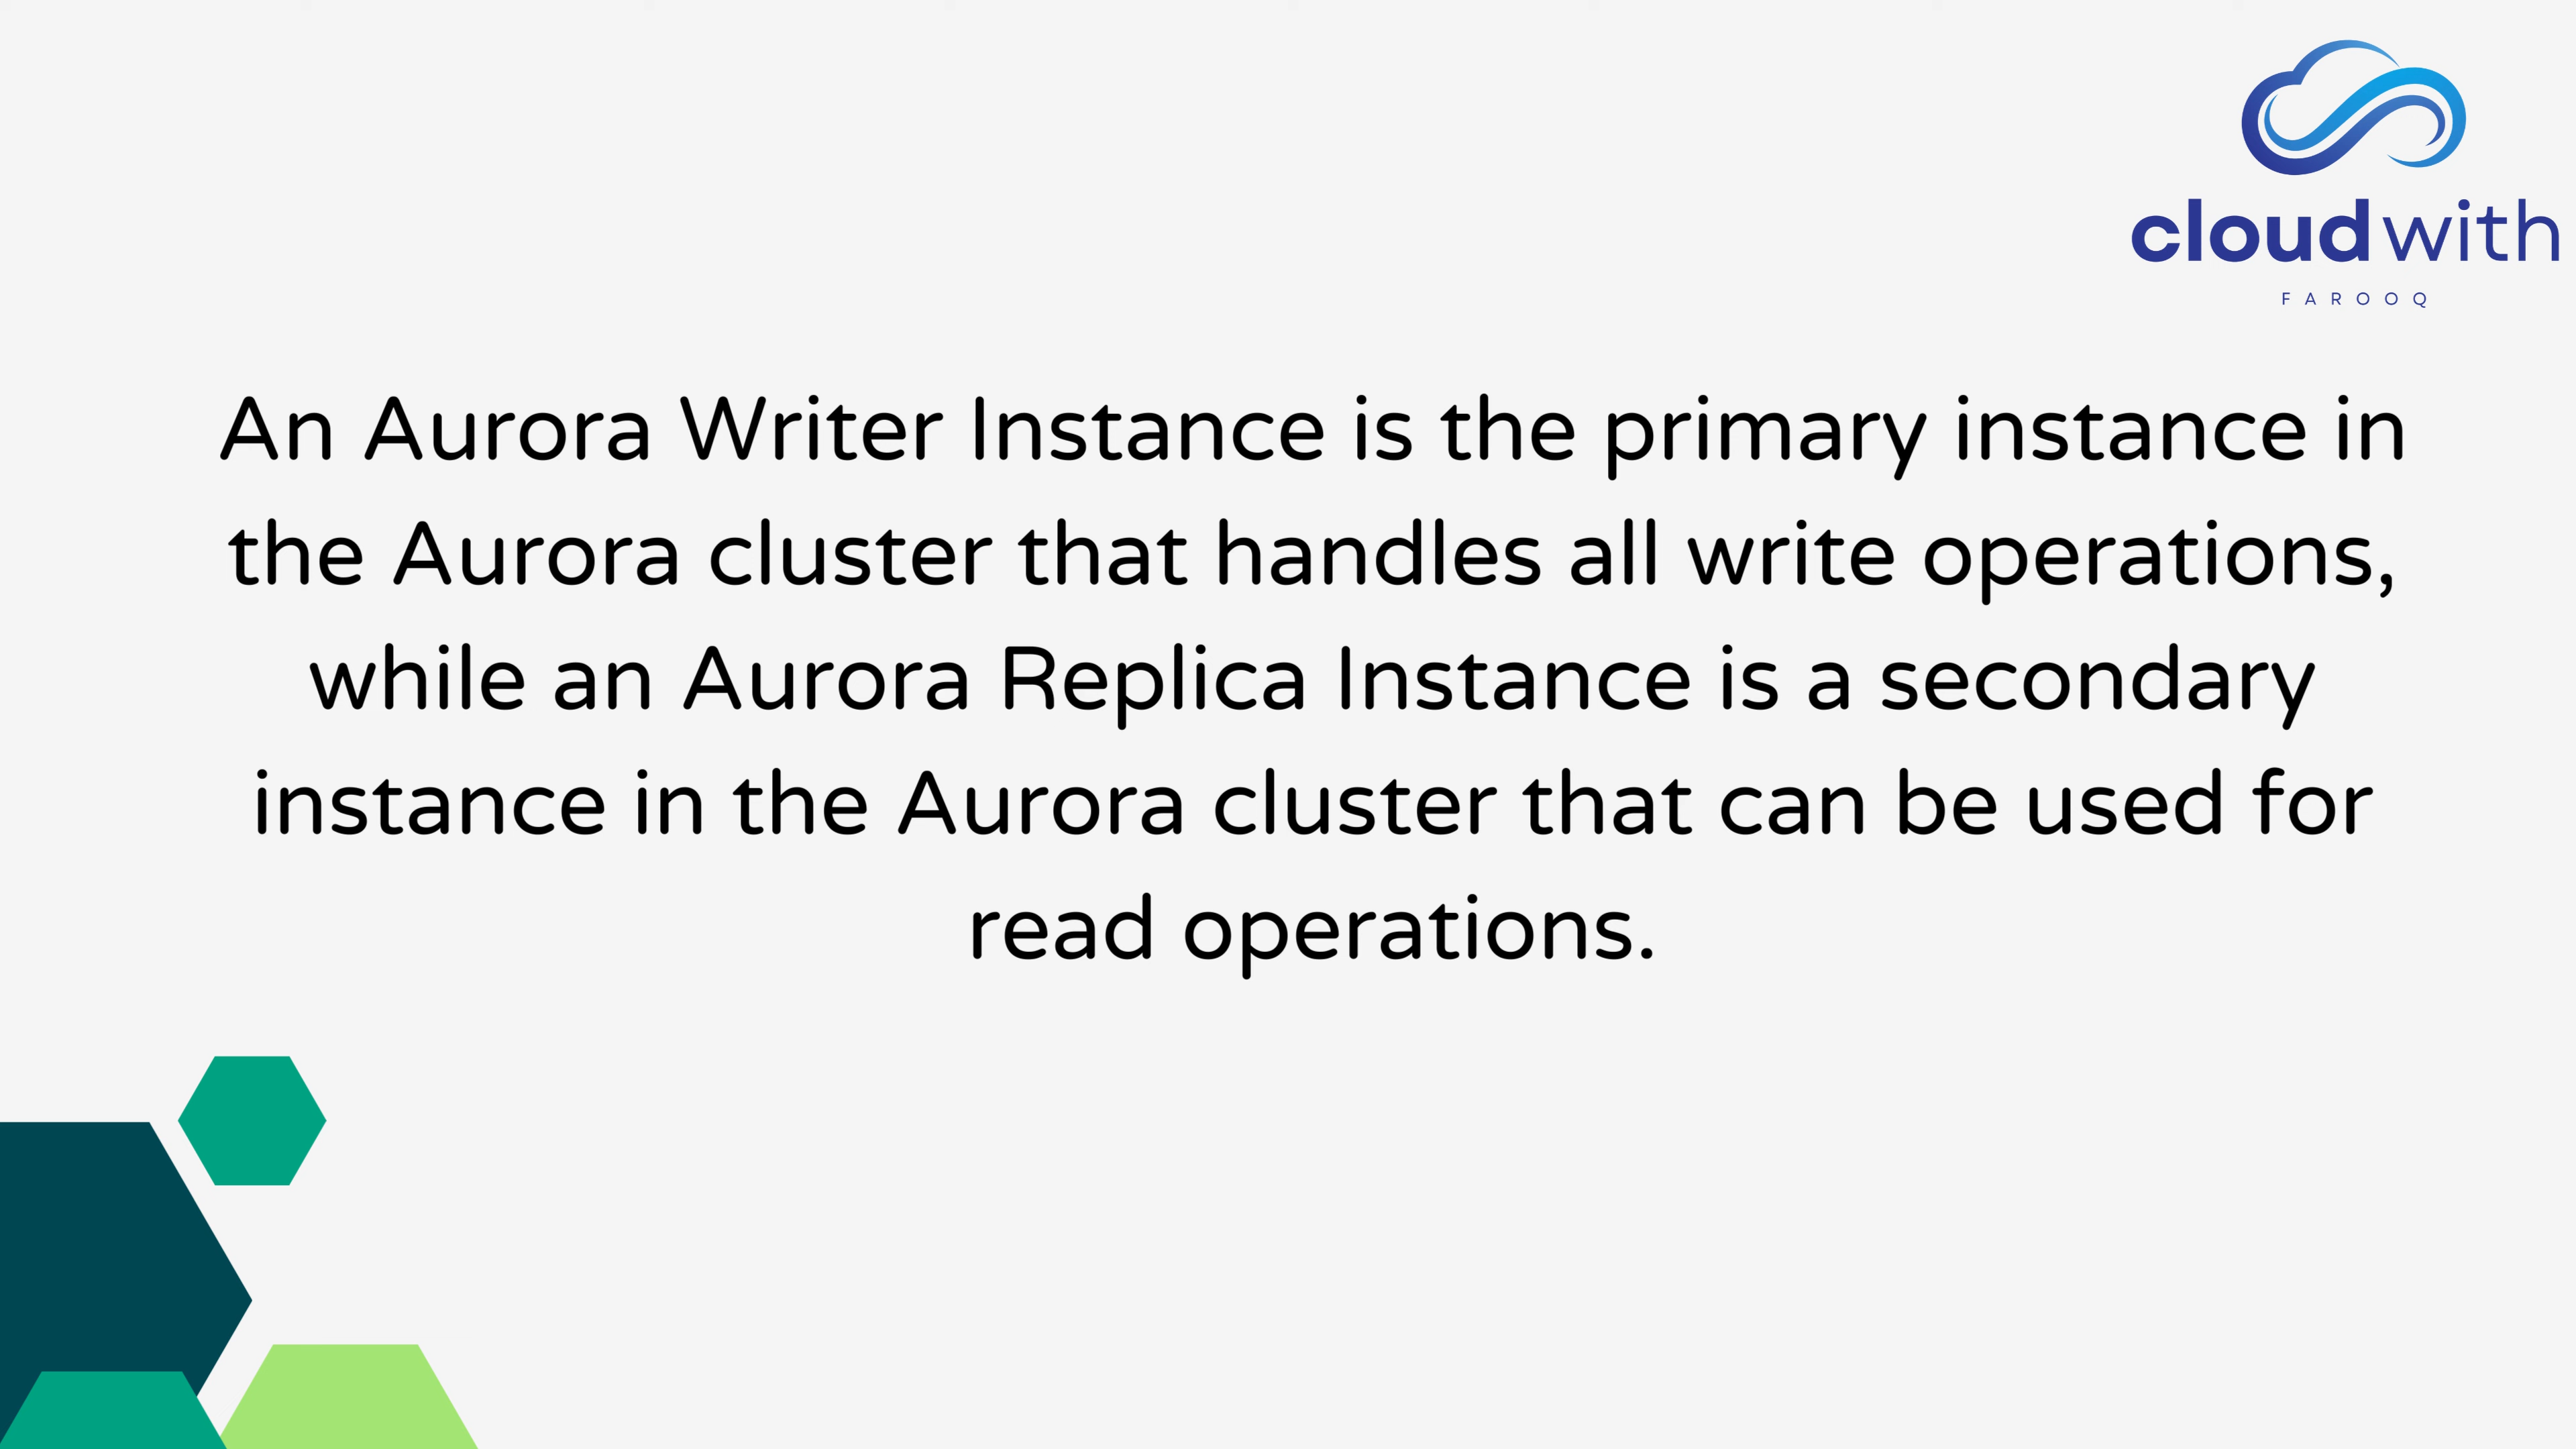 cloudwith
FAROOQ
An Aurora Writer Instance is the primary instance in
the Aurora cluster that handles all write operations,
while an Aurora Replica Instance is a secondary
instance in the Aurora cluster that can be used for
read operations.